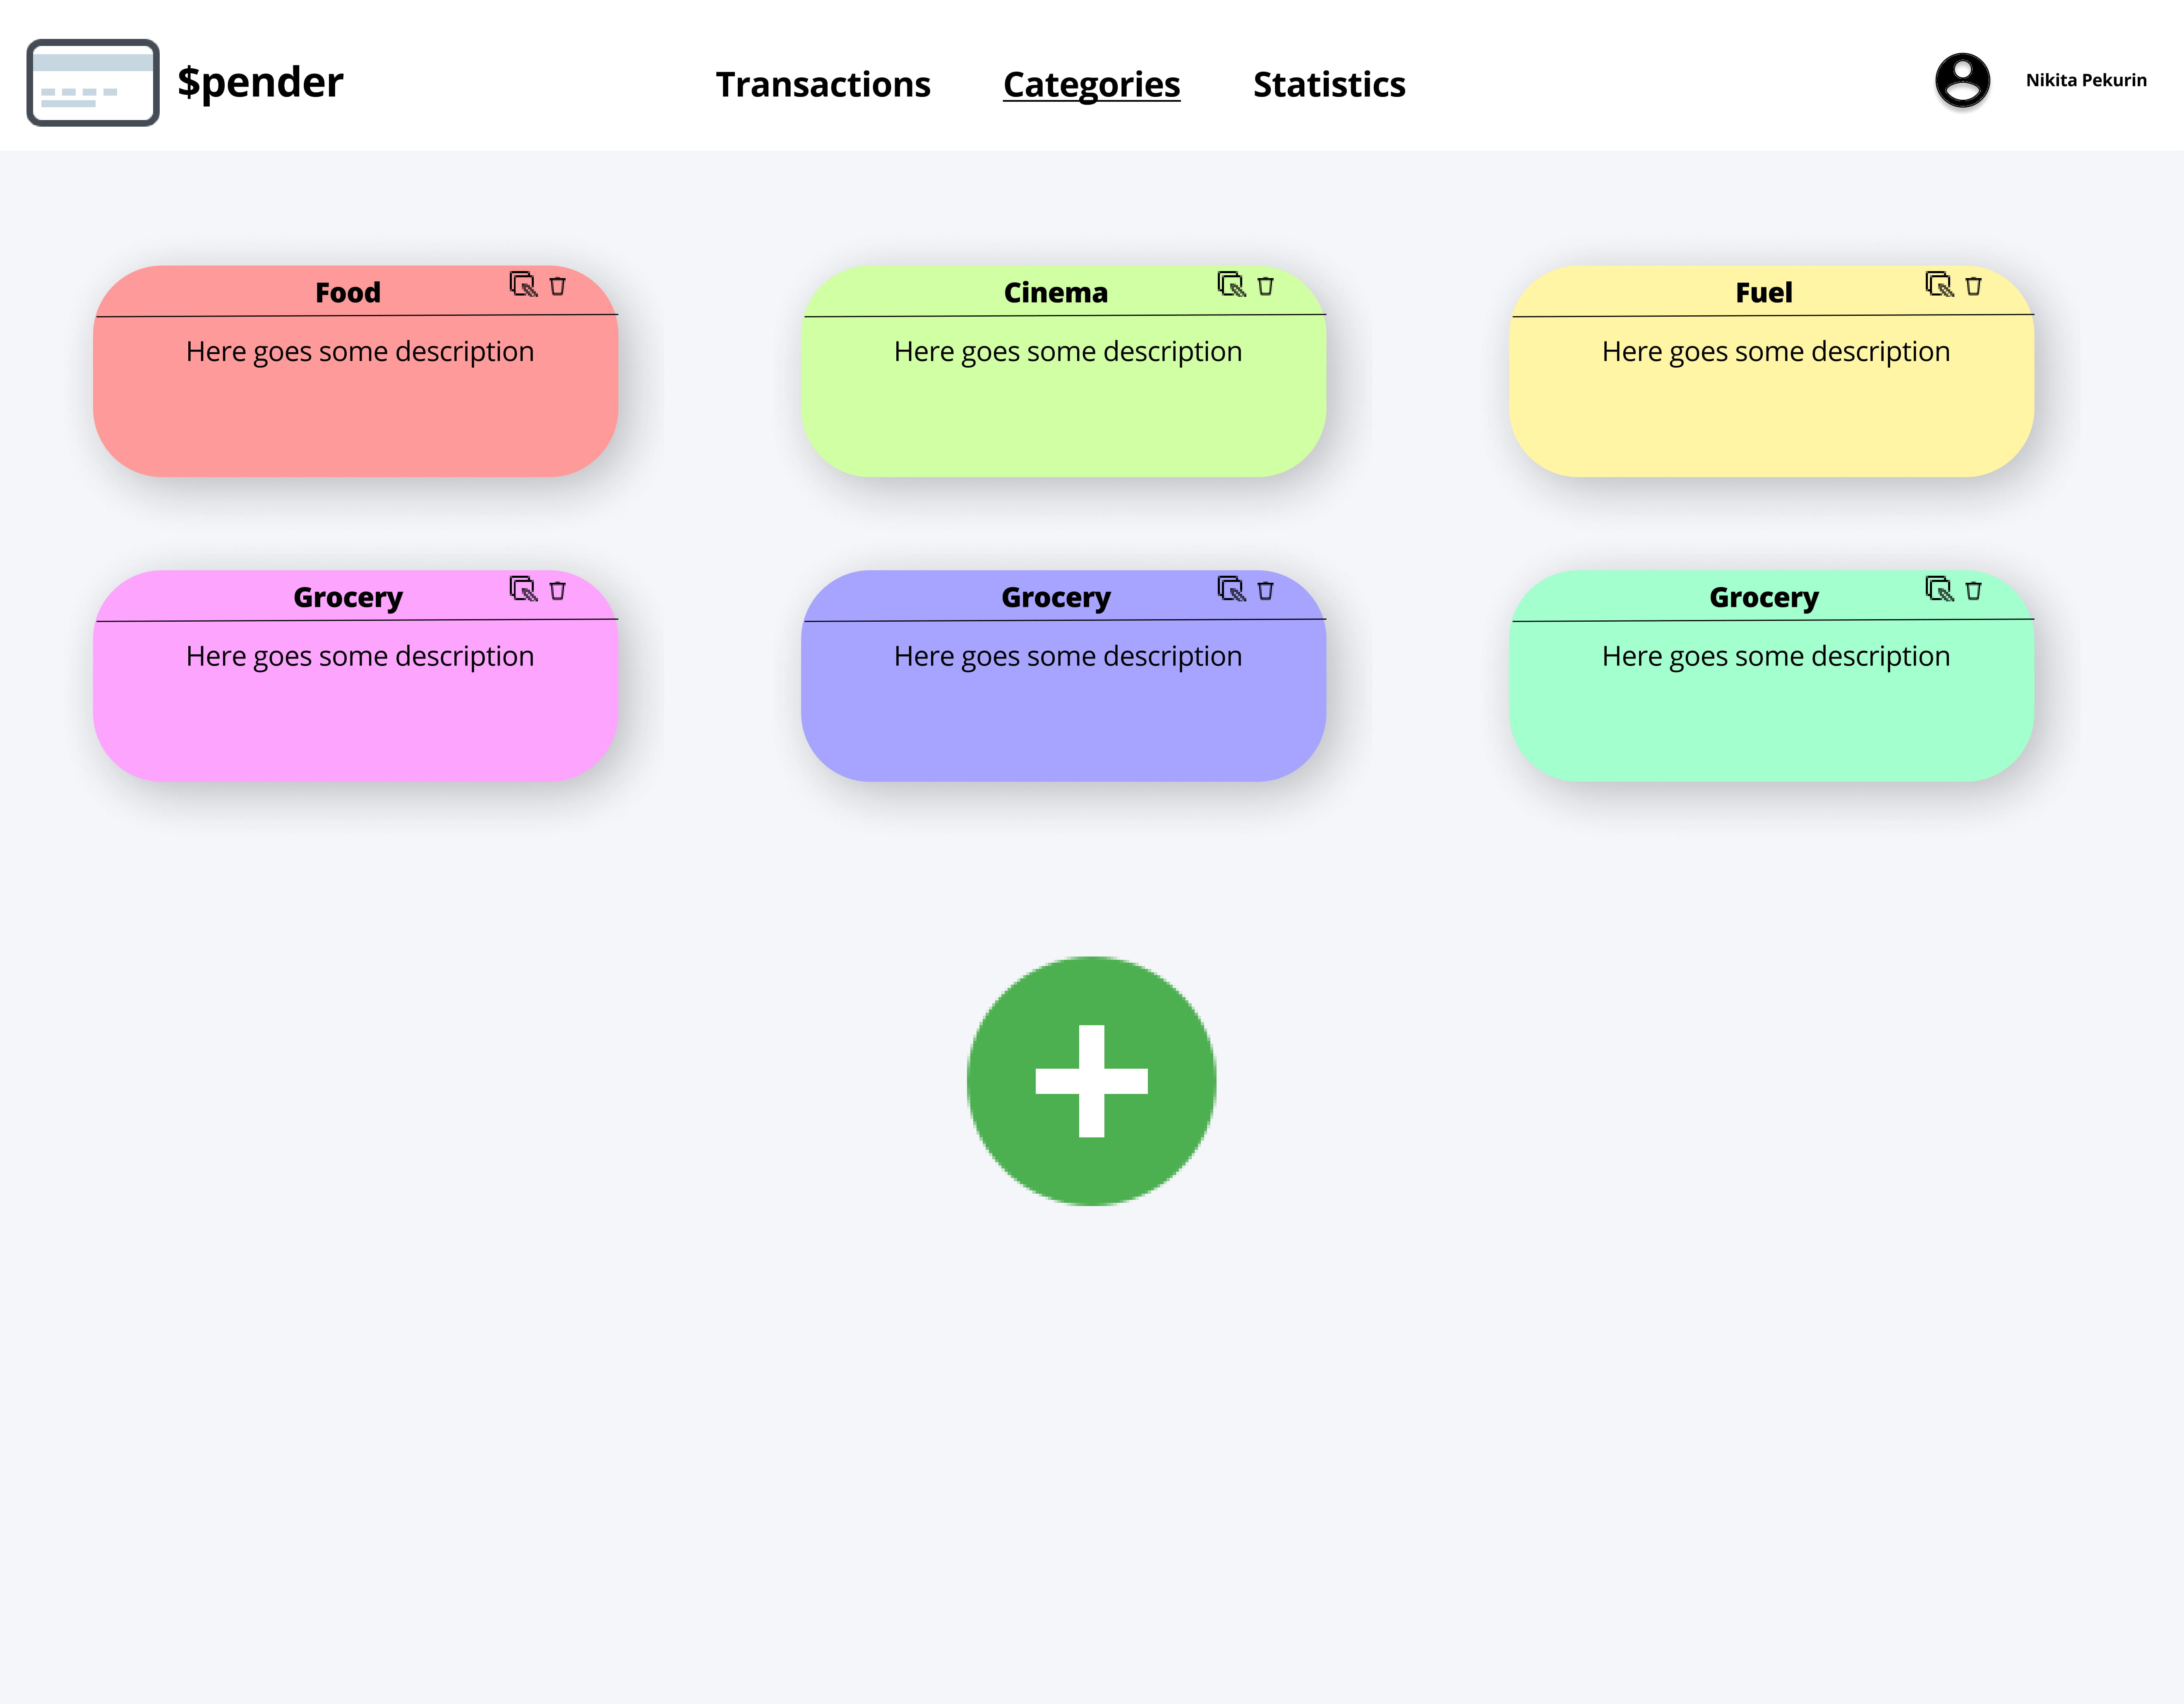 $pender
Transactions Categories Statistics
Nikita Pekurin
Food
Here goes some description
Cinema
Here goes some description
Fuel
Here goes some description
Grocery
Here goes some description
Grocery
Here goes some description
Grocery
Here goes some description